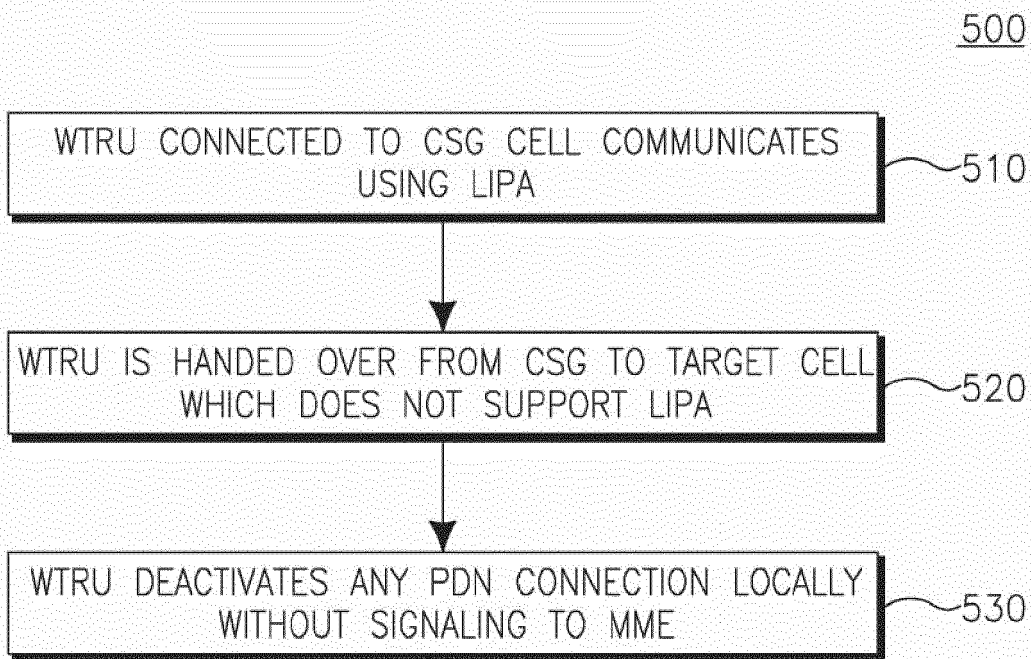 500
WTRU CONNECTED TO CSG CELL COMMUNICATES
USING LIPA
510
WTRU IS HANDED OVER FROM CSG TO TARGET CELL
WHICH DOES NOT SUPPORT LIPA
520
WTRU DEACTIVATES ANY PDN CONNECTION LOCALLY
WITHOUT SIGNALING TO MME
530